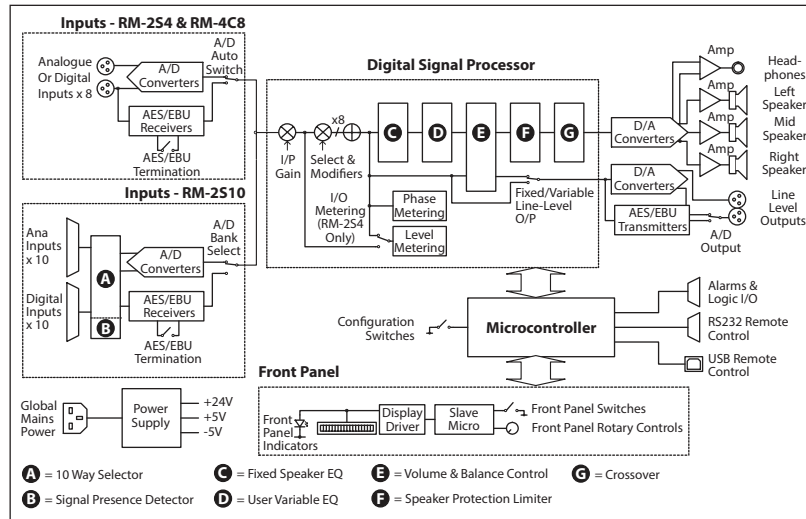 Inputs - RM-2S4 & RM-4C8
Analogue
Or Digital
Inputs x 8
A/D
Converters
A/D
Auto
Switch
AES/EBU
Receivers
AES/EBU
Termination
Inputs - RM-2S10
Ana
Inputs
x 10
Digital
Inputs
x 10
A
B
A/D
Converters
A/D
Bank
Select
AES/EBU
Receivers
AES/EBU
Termination
Digital Signal Processor
I/P
Gain
x8
Select &
Modifiers
C
D
E
F
G
I/O
Metering
(RM-2S4
Only)
Phase
Metering
Level
Metering
Fixed/Variable
Line-Level
O/P
D/A
Converters
Amp
Head-
phones
Amp
Left
Speaker
Amp
Mid
Speaker
Amp
Right
Speaker
D/A
Converters
AES/EBU
Transmitters
Line
Level
Outputs
A/D
Output
Configuration
Switches
Microcontroller
Alarms &
Logic I/O
RS232 Remote
Control
USB Remote
Control
Global
Mains
Power
Power
Supply
+24V
+5V
-5V
Front Panel
Front
Panel
Indicators
Display
Driver
Slave
Micro
Front Panel Switches
Front Panel Rotary Controls
A = 10 Way Selector
B = Signal Presence Detector
C = Fixed Speaker EQ
D = User Variable EQ
E = Volume & Balance Control
F = Speaker Protection Limiter
G = Crossover